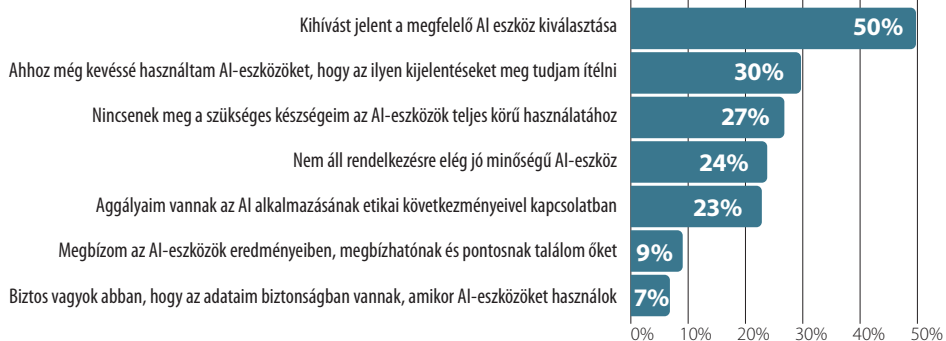 Kihívást jelent a megfelelő AI eszköz kiválasztása 50%
Ahhoz még kevéssé használtam AI-eszközöket, hogy az ilyen kijelentéseket meg tudjam ítélni 30%
Nincsenek meg a szükséges készségeim az AI-eszközök teljes körű használatához 27%
Nem áll rendelkezésre elég jó minőségű AI-eszköz 24%
Aggályaim vannak az AI alkalmazásának etikai következményeivel kapcsolatban 23%
Megbízom az AI-eszközök eredményeiben, megbízhatónak és pontosnak találom őket 9%
Biztos vagyok abban, hogy az adataim biztonságban vannak, amikor AI-eszközöket használok 7%
0% 10% 20% 30% 40% 50%